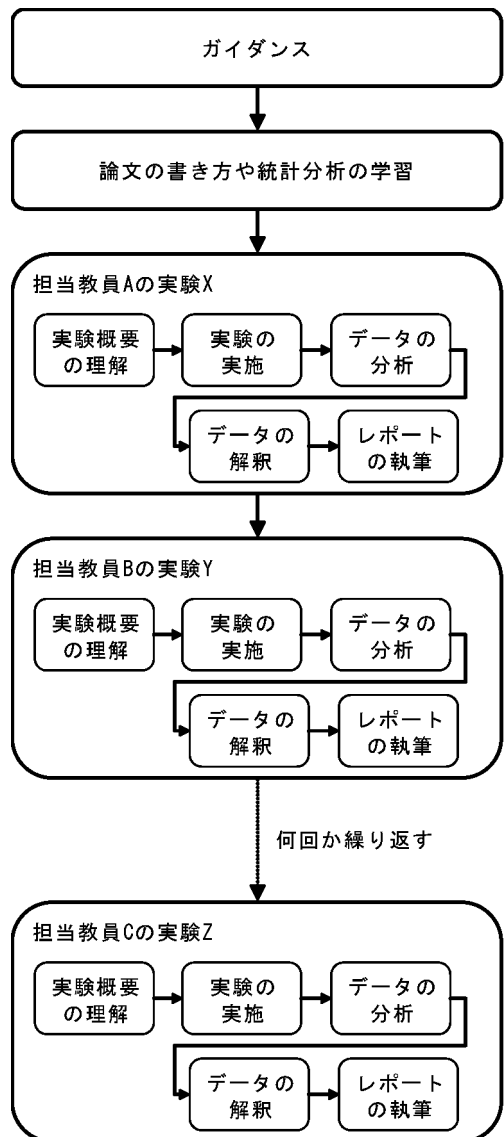 ガイダンス
論文の書き方や統計分析の学習
担当教員Aの実験X
実験概要
の理解
実験の
実施
データの
分析
データの
解釈
レポート
の執筆
担当教員Bの実験Y
実験概要
の理解
実験の
実施
データの
分析
データの
解釈
レポート
の執筆
何回か繰り返す
担当教員Cの実験Z
実験概要
の理解
実験の
実施
データの
分析
データの
解釈
レポート
の執筆